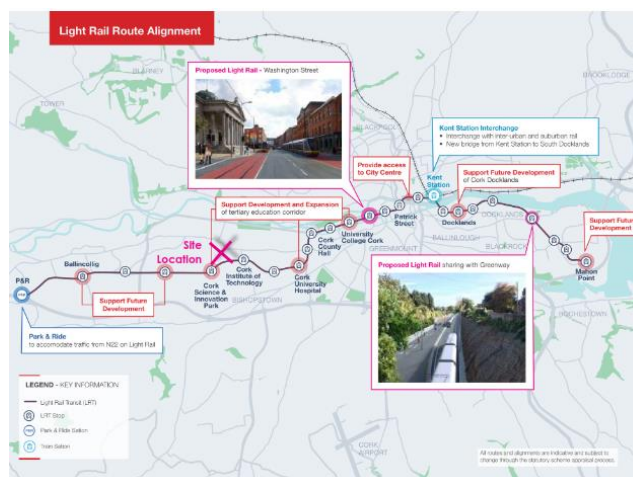 Light Rail Route Alignment
BLARNEY
TOWER
Proposed Light Rail - Washington Street
BROOKLODGE
BLACKPOOL
Kent Station Interchange
• Interchange with inter-urban and suburban rail
• New bridge from Kent Station to South Docklands
Provide access
to City Centre
Kent
Station
Support Future Development
of Cork Docklands
Support Development and Expansion
of tertiary education corridor
Patrick
Street
Docklands
DOCKLANDS
University
College Cork
Cork
County
Hall
GREENMOUNT
BALLINLOUGH
BLACKROCK
Support Future
Development
Site
Location
Ballincollig
P&R
Cork
Institute of
Technology
Cork
University
Hospital
Cork
Science &
Innovation
Park
BISHOPSTOWN
Mahon
Point
Support Future
Development
Proposed Light Rail sharing with Greenway
ROCHESTOWN
Park & Ride
to accomodate traffic from N22 on Light Rail
LEGEND - KEY INFORMATION
Light Rail Transit (LRT)
LRT Stop
Park & Ride Station
Train Station
CORK
AIRPORT
All routes and alignments are indicative and subject to
change through the statutory scheme appraisal process.